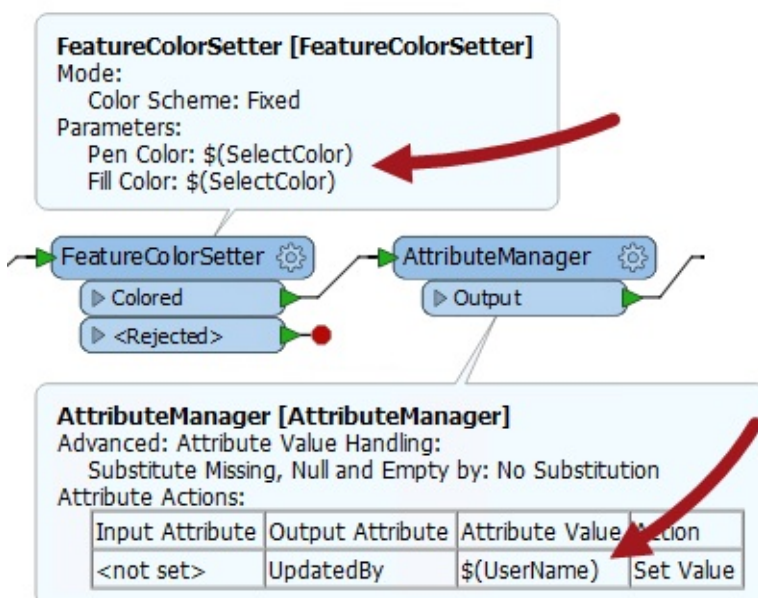 FeatureColorSetter [FeatureColorSetter]
Mode:
Color Scheme: Fixed
Parameters:
Pen Color: $(SelectColor)
Fill Color: $(SelectColor)
FeatureColorSetter AttributeManager
Colored Output
<Rejected>
AttributeManager [AttributeManager]
Advanced: Attribute Value Handling:
Substitute Missing, Null and Empty by: No Substitution
Attribute Actions:
Input Attribute Output Attribute Attribute Value Action
<not set> UpdatedBy $(UserName) Set Value